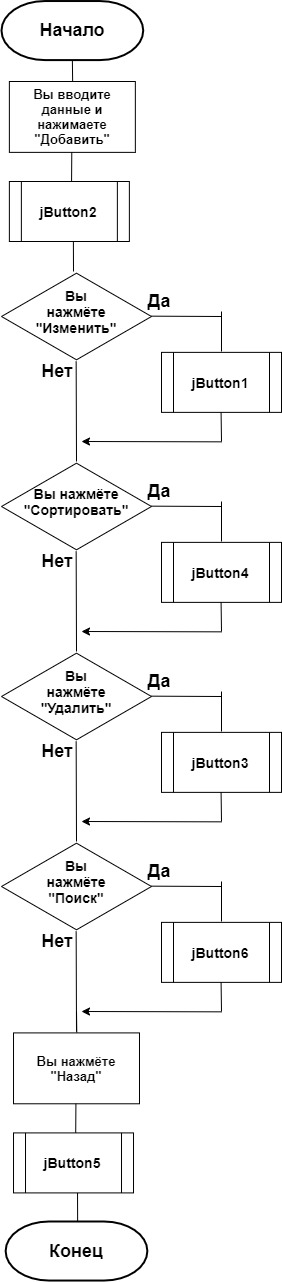 Начало
Вы вводите
данные и
нажимаете
"Добавить"
jButton2
Вы
нажмёте
"Изменить"
Да
Нет
jButton1
Вы нажмёте
"Сортировать"
Да
Нет
jButton4
Вы
нажмёте
"Удалить"
Да
Нет
jButton3
Вы
нажмёте
"Поиск"
Да
Нет
jButton6
Вы нажмёте
"Назад"
jButton5
Конец